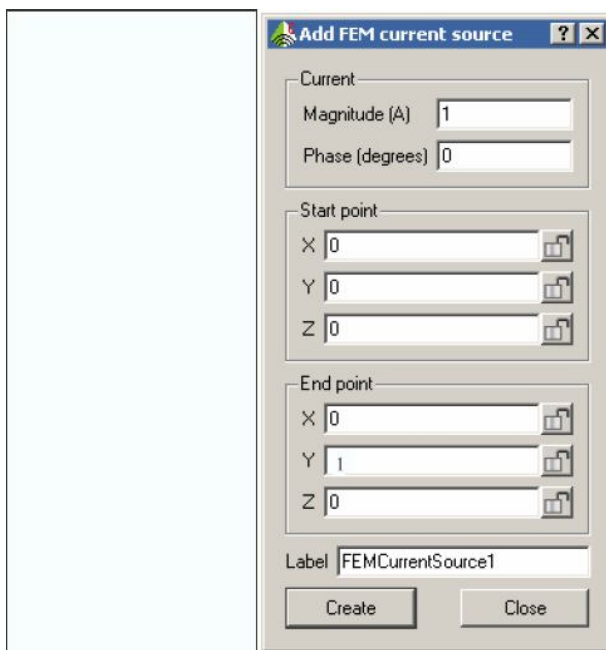 Add FEM current source
Current
Magnitude (A) 1
Phase (degrees) 0
Start point
X 0
Y 0
Z 0
End point
X 0
Y 1
Z 0
Label FEMCurrentSource1
Create Close